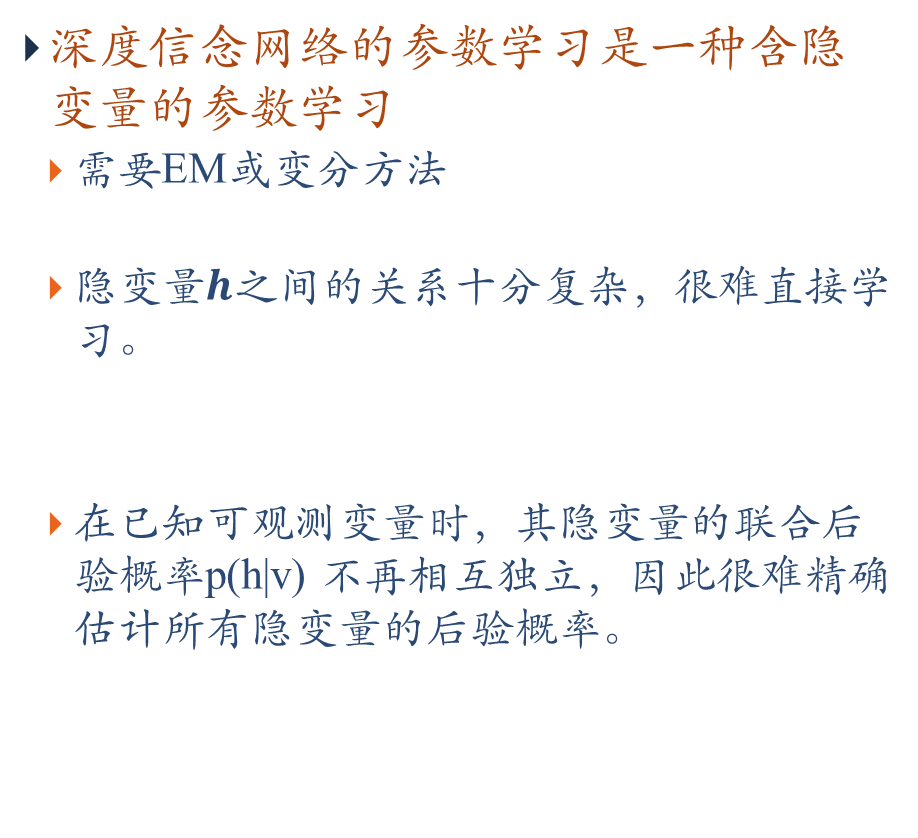 深度信念网络的参数学习是一种含隐
变量的参数学习
需要EM或变分方法
隐变量h之间的关系十分复杂，很难直接学
习。
在已知可观测变量时，其隐变量的联合后
验概率p(h|v) 不再相互独立，因此很难精确
估计所有隐变量的后验概率。